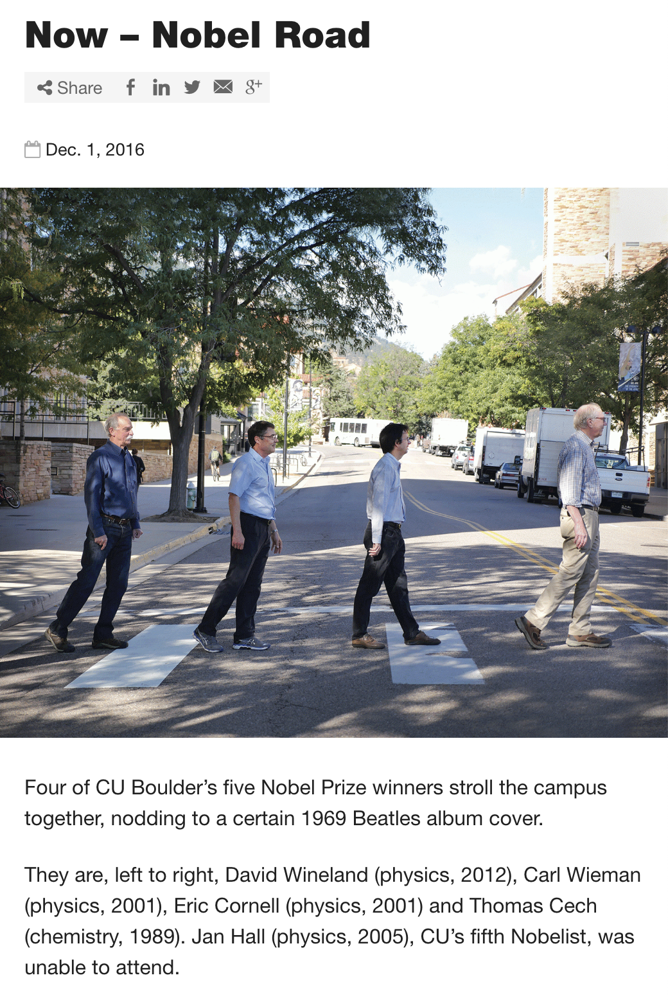 Now – Nobel Road
Share
Dec. 1, 2016
Four of CU Boulder’s five Nobel Prize winners stroll the campus
together, nodding to a certain 1969 Beatles album cover.
They are, left to right, David Wineland (physics, 2012), Carl Wieman
(physics, 2001), Eric Cornell (physics, 2001) and Thomas Cech
(chemistry, 1989). Jan Hall (physics, 2005), CU’s fifth Nobelist, was
unable to attend.